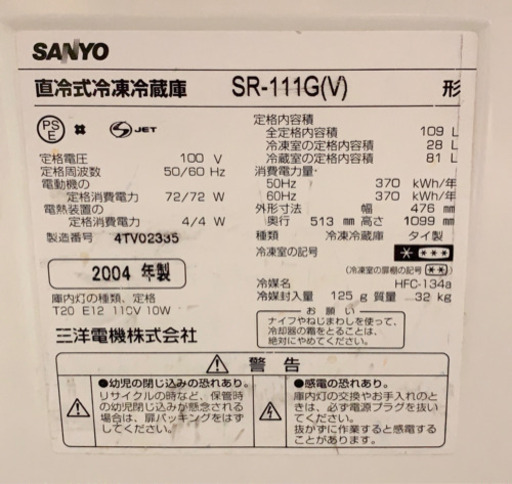 SANYO
直冷式冷凍冷蔵庫 SR-111G(V) 形
PS E JET
定格電圧 100 V
定格周波数 50/60 Hz
電動機の
定格消費電力 72/72 W
電熱装置の
定格消費電力 4/4 W
製造番号 4TV02335
2004 年製
庫内灯の種類、定格
T20 E12 110V 10W
三洋電機株式会社
定格内容積
全定格内容積 109 L
冷凍室の定格内容積 28 L
冷蔵室の定格内容積 81 L
消費電力量
50Hz 370 kWh/年
60Hz 370 kWh/年
外形寸法 幅 476 mm
奥行 513 mm 高さ 1099 mm
種類 冷凍冷蔵庫 タイ製
冷凍室の記号 * ***
(冷凍室の扉棚の記号 **)
冷媒名 HFC-134a
冷媒封入量 125 g 質量 32 kg
お願い
ナイフやねじまわしを使って、
冷却器の霜をとることは、
絶対にやめてください。
警告
●幼児の閉じ込みの恐れあり。
リサイクルの時など、保管時
の幼児閉じ込みが懸念される
場合は、扉パッキングをはず
してください。
●感電の恐れあり。
庫内灯の交換やお手入れのと
きは、必ず電源プラグを抜い
てください。
抜かずに作業すると感電する
ことがあります。